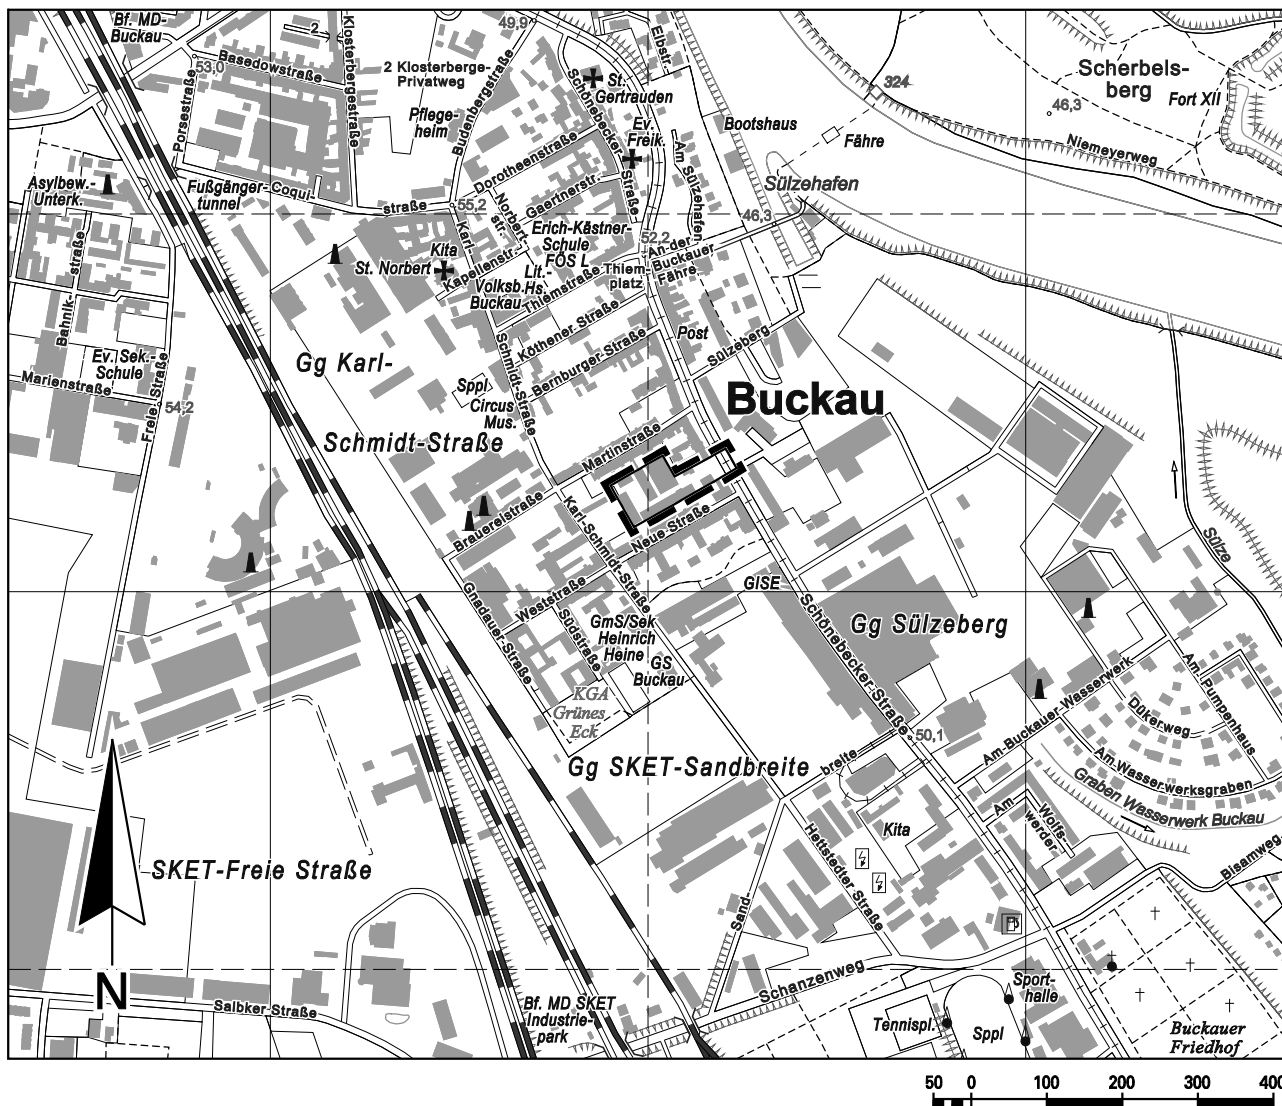 Bf. MD-
Buckau
2
49,9
Elbstr.
53,0
Basedowstraße
Klosterbergestraße
2 Klosterberge-
Privatweg
Budenbergstraße
Schönebecker
Straße
St.
Gertrauden
324
Scherbels-
berg
46,3
Fort XII
Porsestraße
Pflege-
heim
Ev.
Freik.
Bootshaus
Fähre
Niemeyerweg
Asylbew.-
Unterk.
Fußgänger-
tunnel
Coqui-
straße
55,2
Dorotheenstraße
Gaertnerstr.
Norbert-
str.
Am
Sülzehafen
Sülzehafen
46,3
Erich-Kästner-
Schule
FÖS L
52,2
An der
Buckauer
Fähre
Bahnik-
straße
Kita
St. Norbert
Karl-
Schmidt-Straße
Kapellenstr.
Lit.-
Hs.
Volksb.
Buckau
Thiemstraße
Thiem-
platz
Köthener Straße
Bernburger-Straße
Post
Sülzeberg
Ev. Sek.-
Schule
Marienstraße
Freie-Straße
54,2
Gg Karl-
Schmidt-Straße
Sppl
Circus
Mus.
Buckau
Martinstraße
Brauereistraße
Karl-Schmidt-Straße
Neue-Straße
Sülze
GISE
Weststraße
Gnadauer-Straße
Südstraße
GmS/Sek
Heinrich
Heine
GS
Buckau
KGA
Grünes
Eck
Schönebecker-Straße
Gg Sülzeberg
Am-Buckauer-Wasserwerk
Am-Pumpenhaus
Dükerweg
Am-Wasser-werksgraben
Graben Wasserwerk Buckau
50,1
Gg SKET-Sandbreite
breite
Sand-
Am-
Wolfs-
werder
Kita
Hettstedter Straße
Bisamweg
SKET-Freie Straße
N
Salbker-Straße
Bf. MD SKET
Industrie-
park
Schanzenweg
Tennispl.
Sport-
halle
Sppl
Buckauer
Friedhof
50 0 100 200 300 400